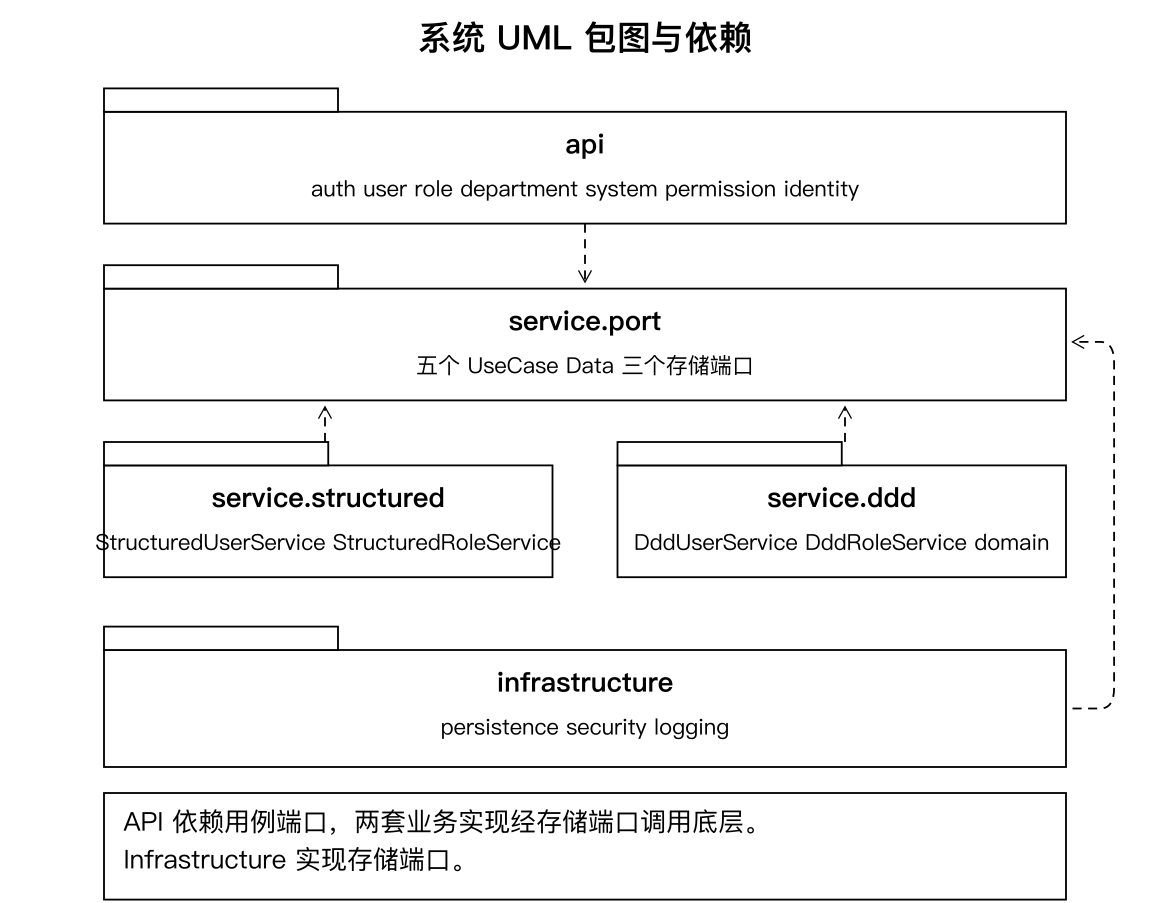 系统 UML 包图与依赖
api
auth user role department system permission identity
service.port
五个 UseCase Data 三个存储端口
service.structured
StructuredUserService StructuredRoleService
service.ddd
DddUserService DddRoleService domain
infrastructure
persistence security logging
API 依赖用例端口，两套业务实现经存储端口调用底层。
Infrastructure 实现存储端口。